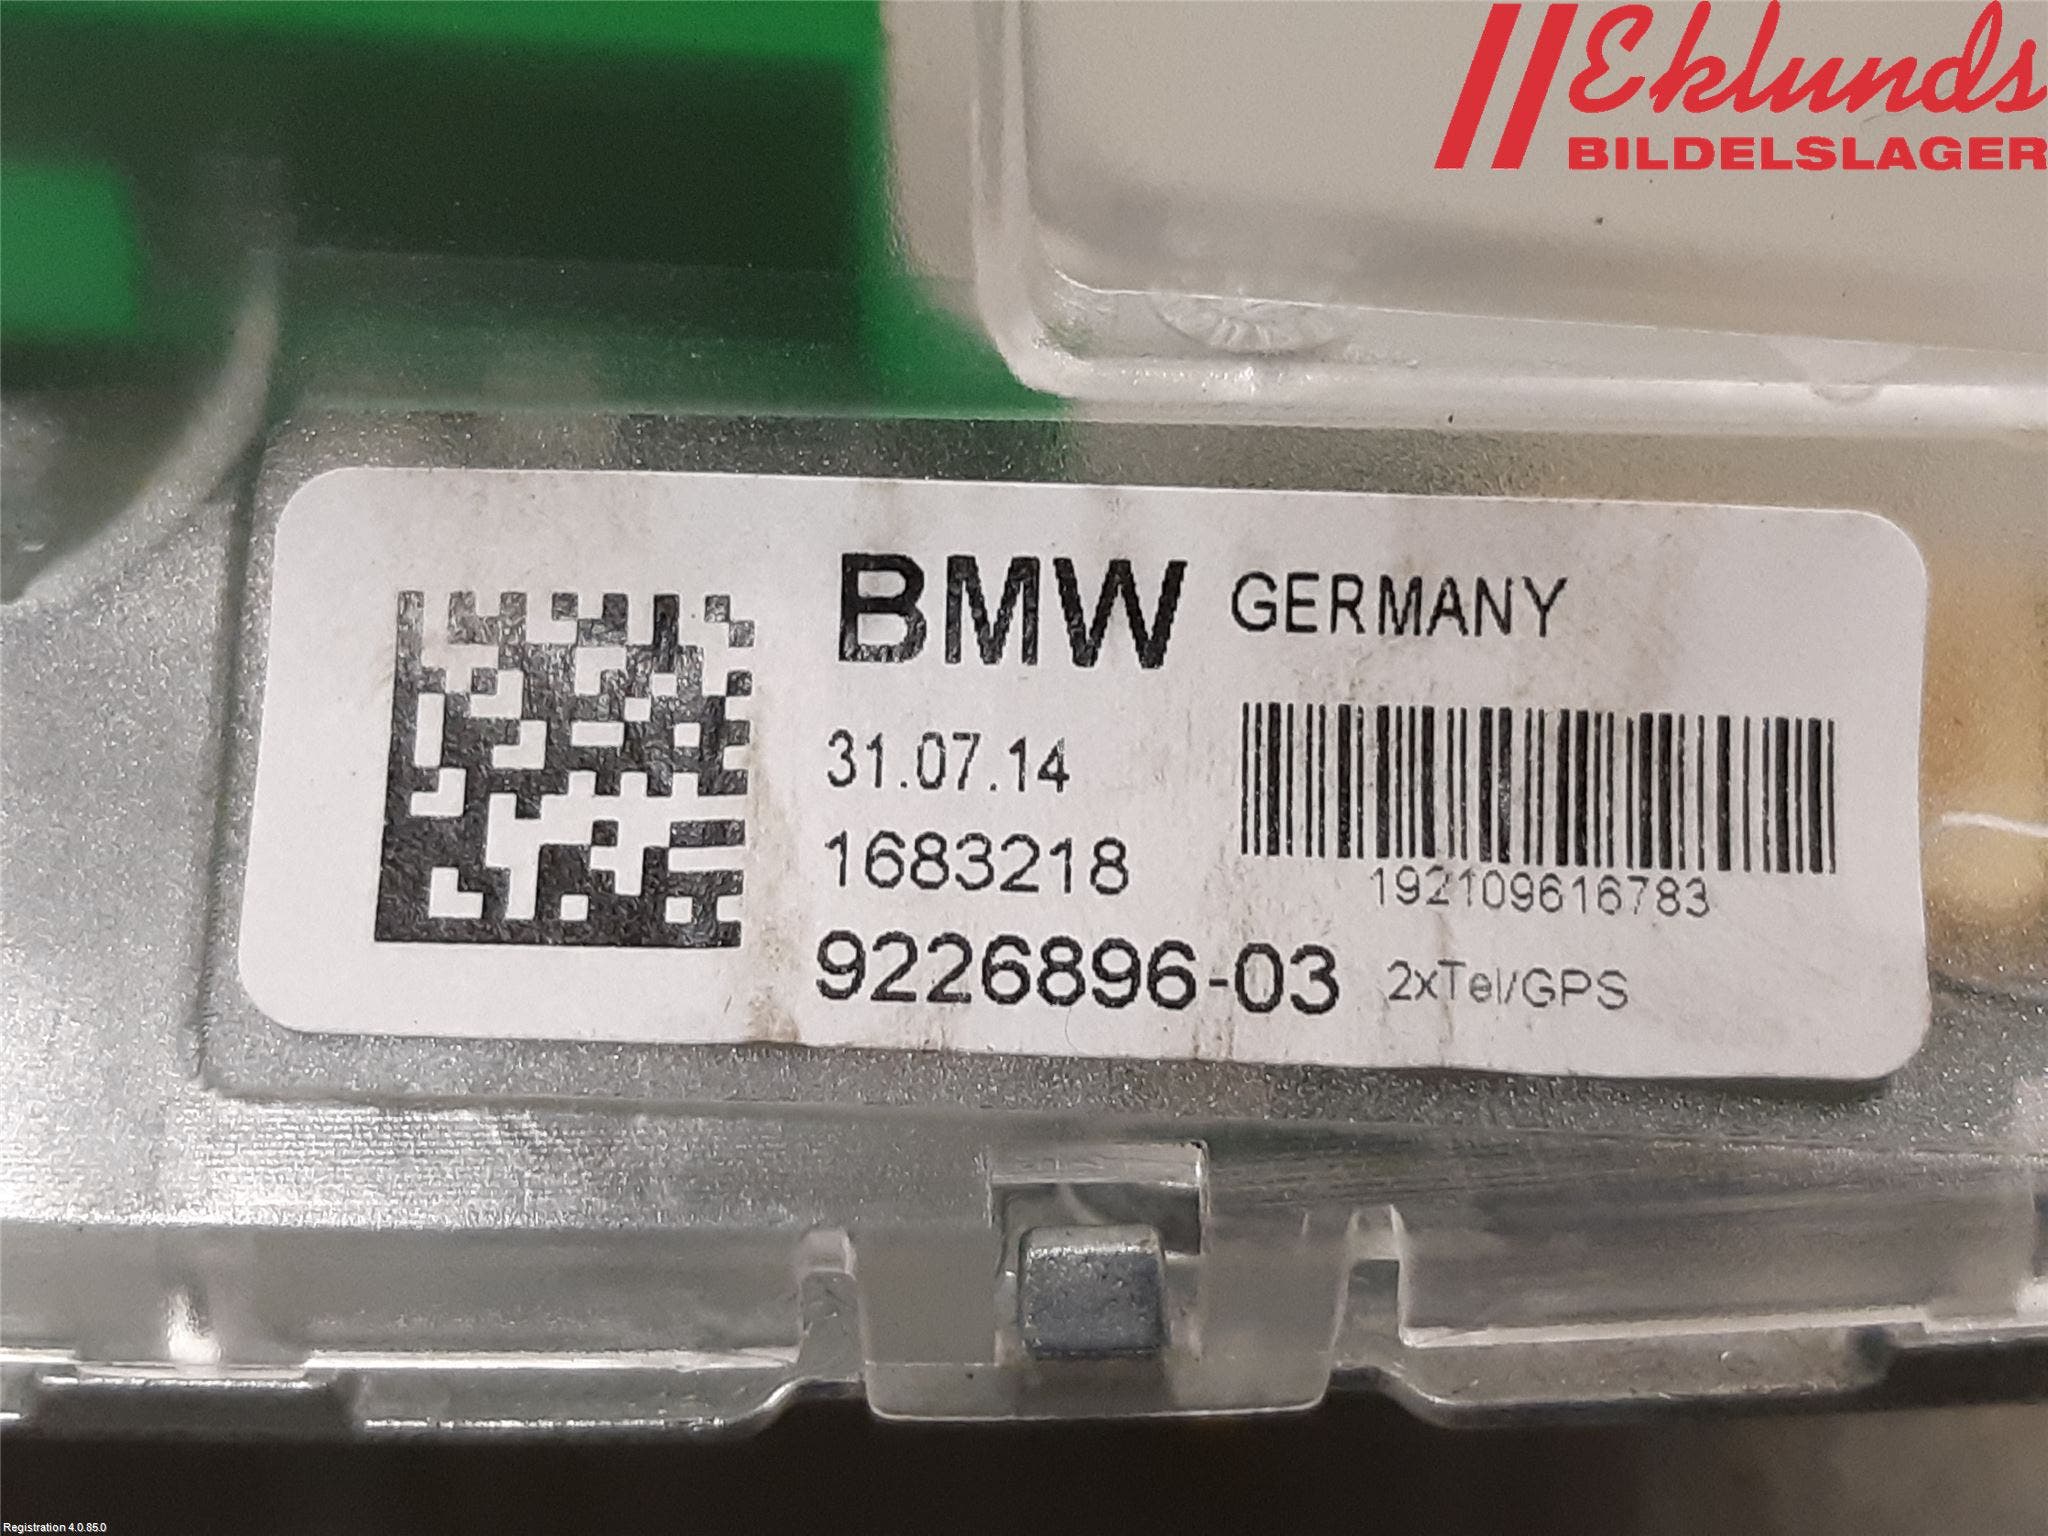 Eklunds
BILDELSLAGER
BMW GERMANY
31.07.14
1683218
192109616783
9226896-03 2xTel/GPS
Registration 4.0.85.0